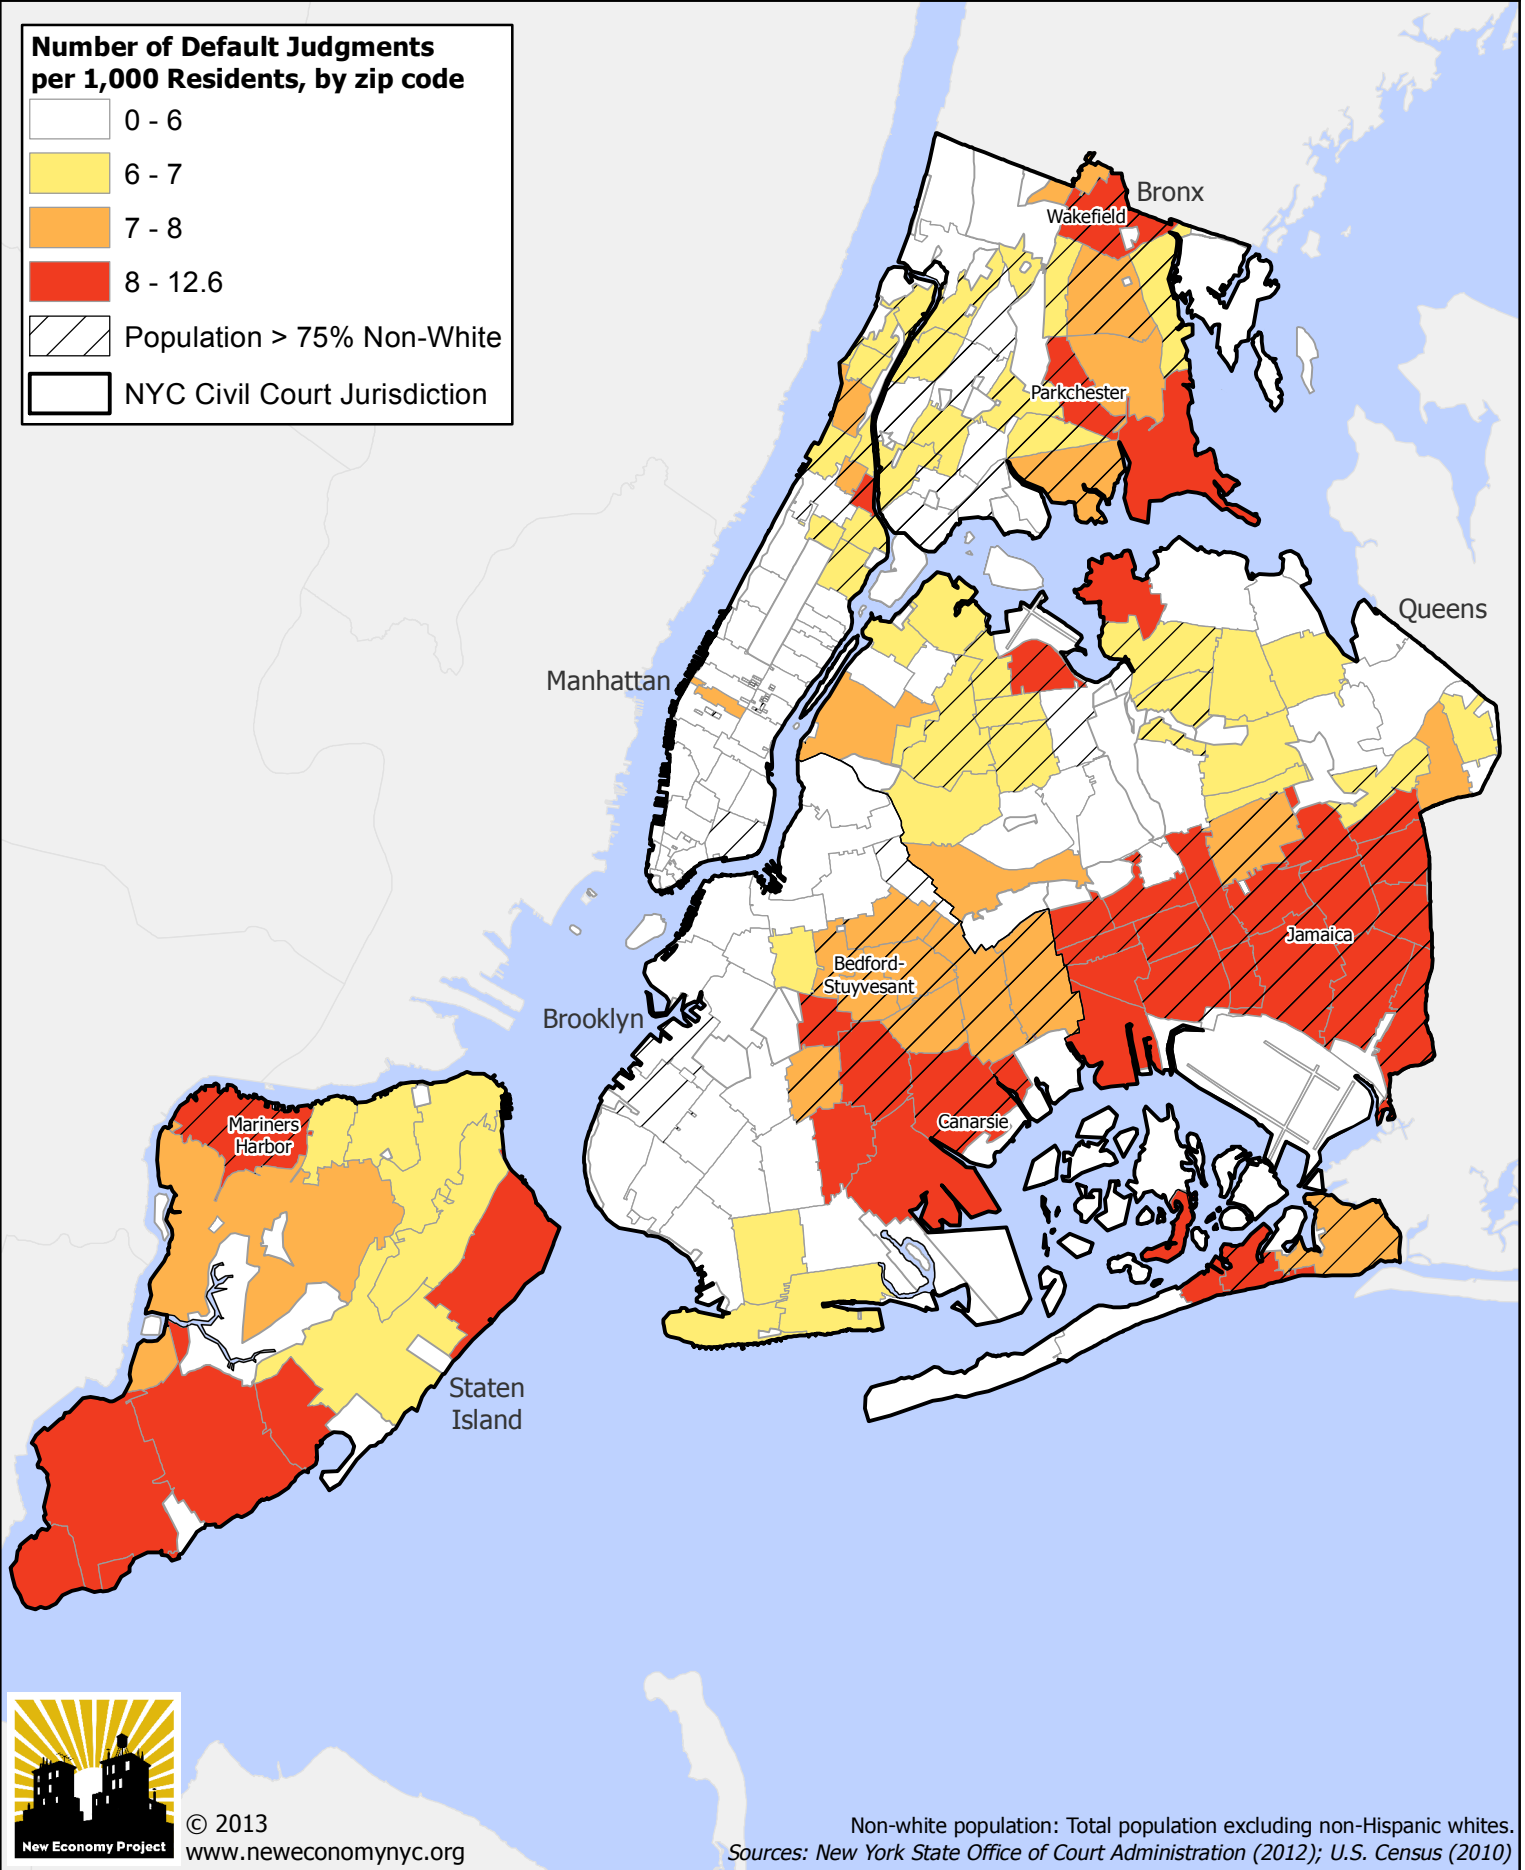 Number of Default Judgments
per 1,000 Residents, by zip code
0 - 6
6 - 7
7 - 8
8 - 12.6
Population > 75% Non-White
NYC Civil Court Jurisdiction
Bronx
Wakefield
Parkchester
Queens
Manhattan
Jamaica
Bedford-
Stuyvesant
Brooklyn
Canarsie
Mariners
Harbor
Staten
Island
New Economy Project
© 2013
www.neweconomynyc.org
Non-white population: Total population excluding non-Hispanic whites.
Sources: New York State Office of Court Administration (2012); U.S. Census (2010)